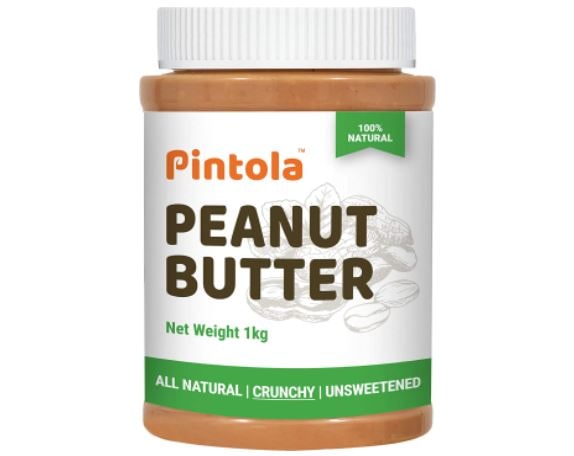 100%
NATURAL
Pintola™
PEANUT
BUTTER
Net Weight 1kg
ALL NATURAL | CRUNCHY | UNSWEETENED